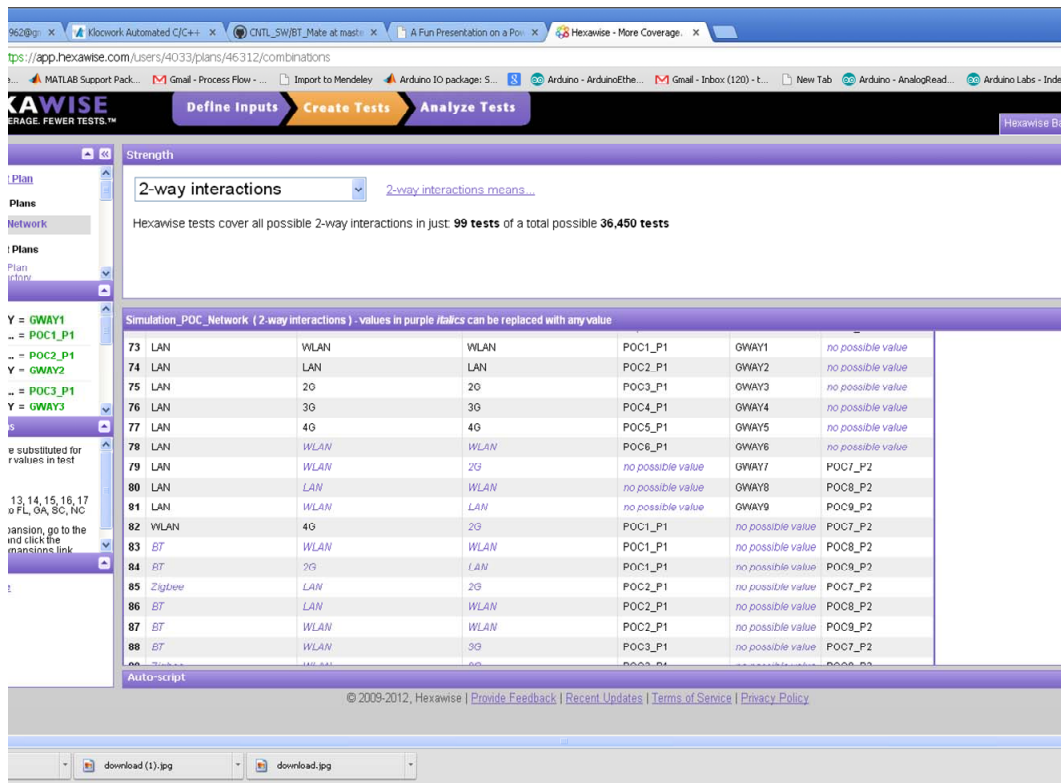 962@gn × Klocwork Automated C/C++ × CNTL_SW/BT_Mate at maste × A Fun Presentation on a Pow × Hexawise - More Coverage. ×
tps://app.hexawise.com/users/4033/plans/46312/combinations
e... MATLAB Support Pack... Gmail - Process Flow - ... Import to Mendeley Arduino IO package: S... 8 Arduino - ArduinoEthe... Gmail - Inbox (120) - t... New Tab Arduino - AnalogRead... Arduino Labs - Inde
XAWISE Define Inputs Create Tests Analyze Tests
ERAGE. FEWER TESTS.™
Hexawise Ba
Strength
t Plan
Plans
Network
t Plans
Plan
2-way interactions 2-way interactions means...
Hexawise tests cover all possible 2-way interactions in just: 99 tests of a total possible 36,450 tests
Y = GWAY1
... = POC1_P1
... = POC2_P1
Y = GWAY2
... = POC3_P1
Y = GWAY3
e substituted for
r values in test
13, 14, 15, 16, 17
o FL, GA, SC, NC
pansion, go to the
and click the
xpansions link
Simulation_POC_Network ( 2-way interactions ) - values in purple italics can be replaced with any value
73 LAN WLAN WLAN POC1_P1 GWAY1 no possible value
74 LAN LAN LAN POC2_P1 GWAY2 no possible value
75 LAN 2G 2G POC3_P1 GWAY3 no possible value
76 LAN 3G 3G POC4_P1 GWAY4 no possible value
77 LAN 4G 4G POC5_P1 GWAY5 no possible value
78 LAN WLAN WLAN POC6_P1 GWAY6 no possible value
79 LAN WLAN 2G no possible value GWAY7 POC7_P2
80 LAN LAN WLAN no possible value GWAY8 POC8_P2
81 LAN WLAN LAN no possible value GWAY9 POC9_P2
82 WLAN 4G 2G POC1_P1 no possible value POC7_P2
83 BT WLAN WLAN POC1_P1 no possible value POC8_P2
84 BT 2G LAN POC1_P1 no possible value POC9_P2
85 Zigbee LAN 2G POC2_P1 no possible value POC7_P2
86 BT LAN WLAN POC2_P1 no possible value POC8_P2
87 BT WLAN WLAN POC2_P1 no possible value POC9_P2
88 BT WLAN 3G POC3_P1 no possible value POC7_P2
Auto-script
© 2009-2012, Hexawise | Provide Feedback | Recent Updates | Terms of Service | Privacy Policy
download (1).jpg download.jpg